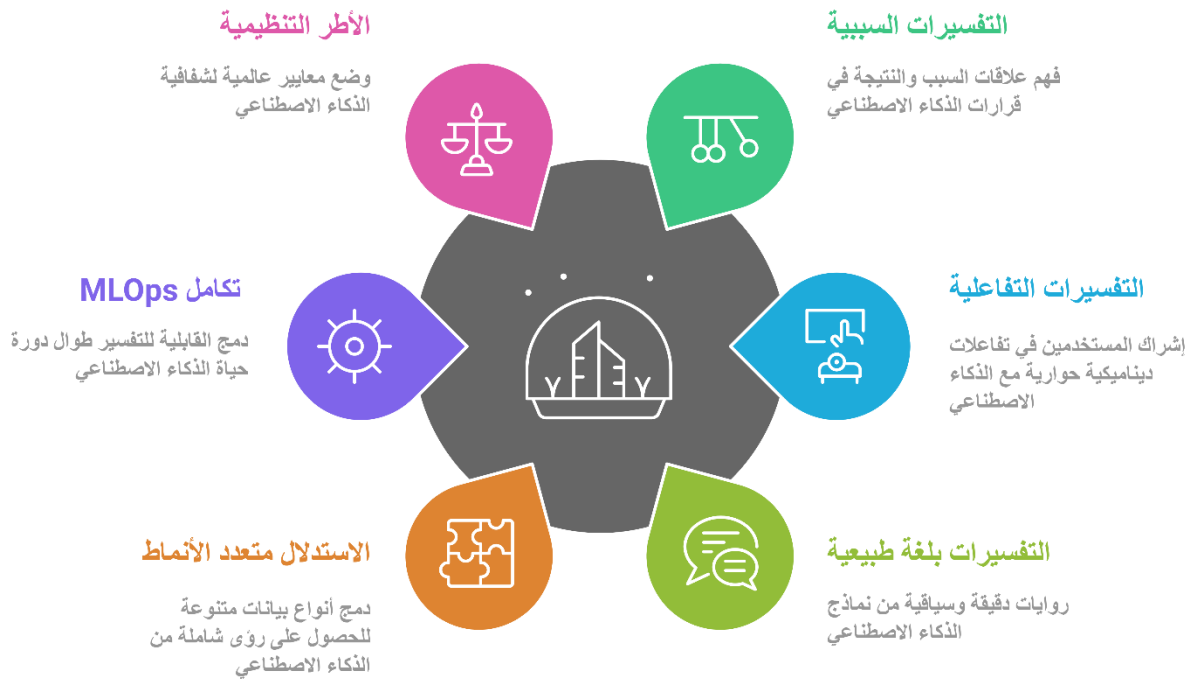 التفسيرات السببية
فهم علاقات السبب والنتيجة في
قرارات الذكاء الاصطناعي
التفسيرات التفاعلية
إشراك المستخدمين في تفاعلات
ديناميكية حوارية مع الذكاء
الاصطناعي
التفسيرات بلغة طبيعية
روايات دقيقة وسياقية من نماذج
الذكاء الاصطناعي
الأطر التنظيمية
وضع معايير عالمية لشفافية
الذكاء الاصطناعي
تكامل MLOps
دمج القابلية للتفسير طوال دورة
حياة الذكاء الاصطناعي
الاستدلال متعدد الأنماط
دمج أنواع بيانات متنوعة
للحصول على رؤى شاملة من
الذكاء الاصطناعي